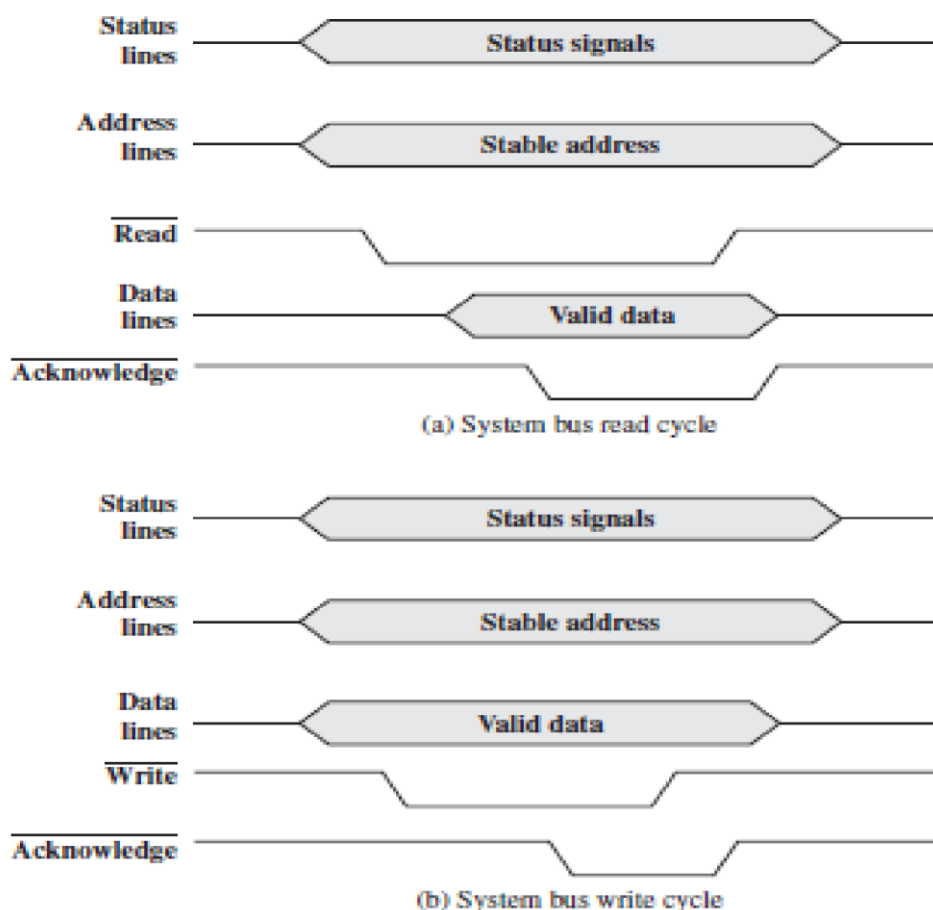 Status
lines
Status signals
Address
lines
Stable address
Read
Data
lines
Valid data
Acknowledge
(a) System bus read cycle
Status
lines
Status signals
Address
lines
Stable address
Data
lines
Valid data
Write
Acknowledge
(b) System bus write cycle